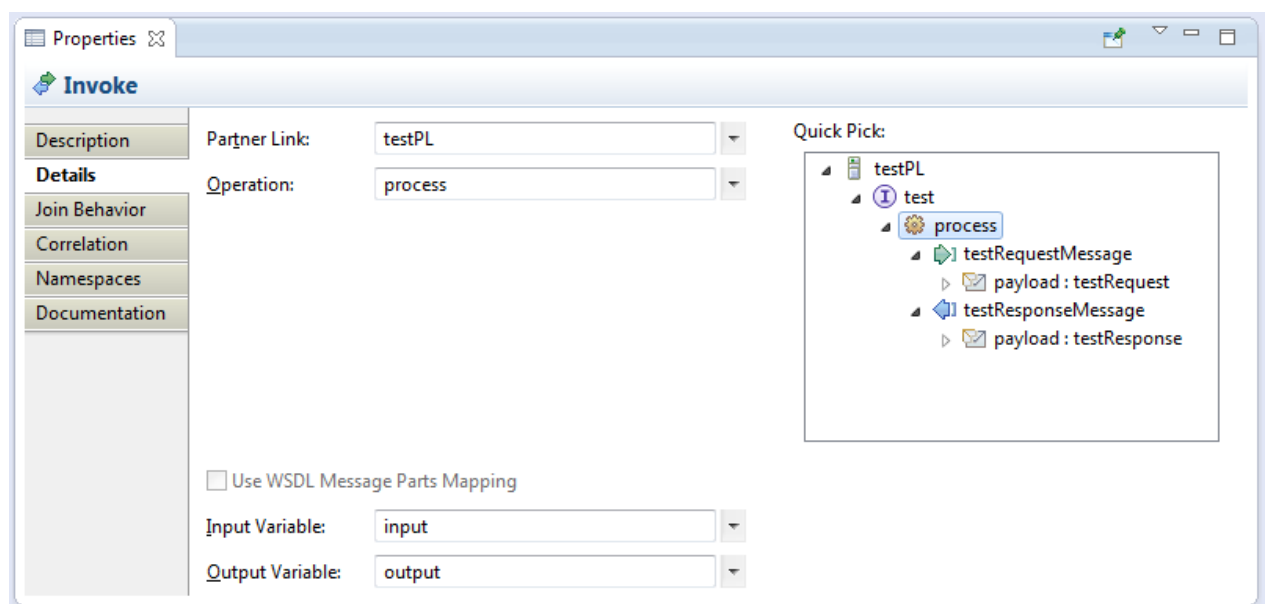 Properties
Invoke
Description
Details
Join Behavior
Correlation
Namespaces
Documentation
Partner Link:
testPL
Operation:
process
Quick Pick:
testPL
I test
process
testRequestMessage
payload : testRequest
testResponseMessage
payload : testResponse
Use WSDL Message Parts Mapping
Input Variable:
input
Output Variable:
output